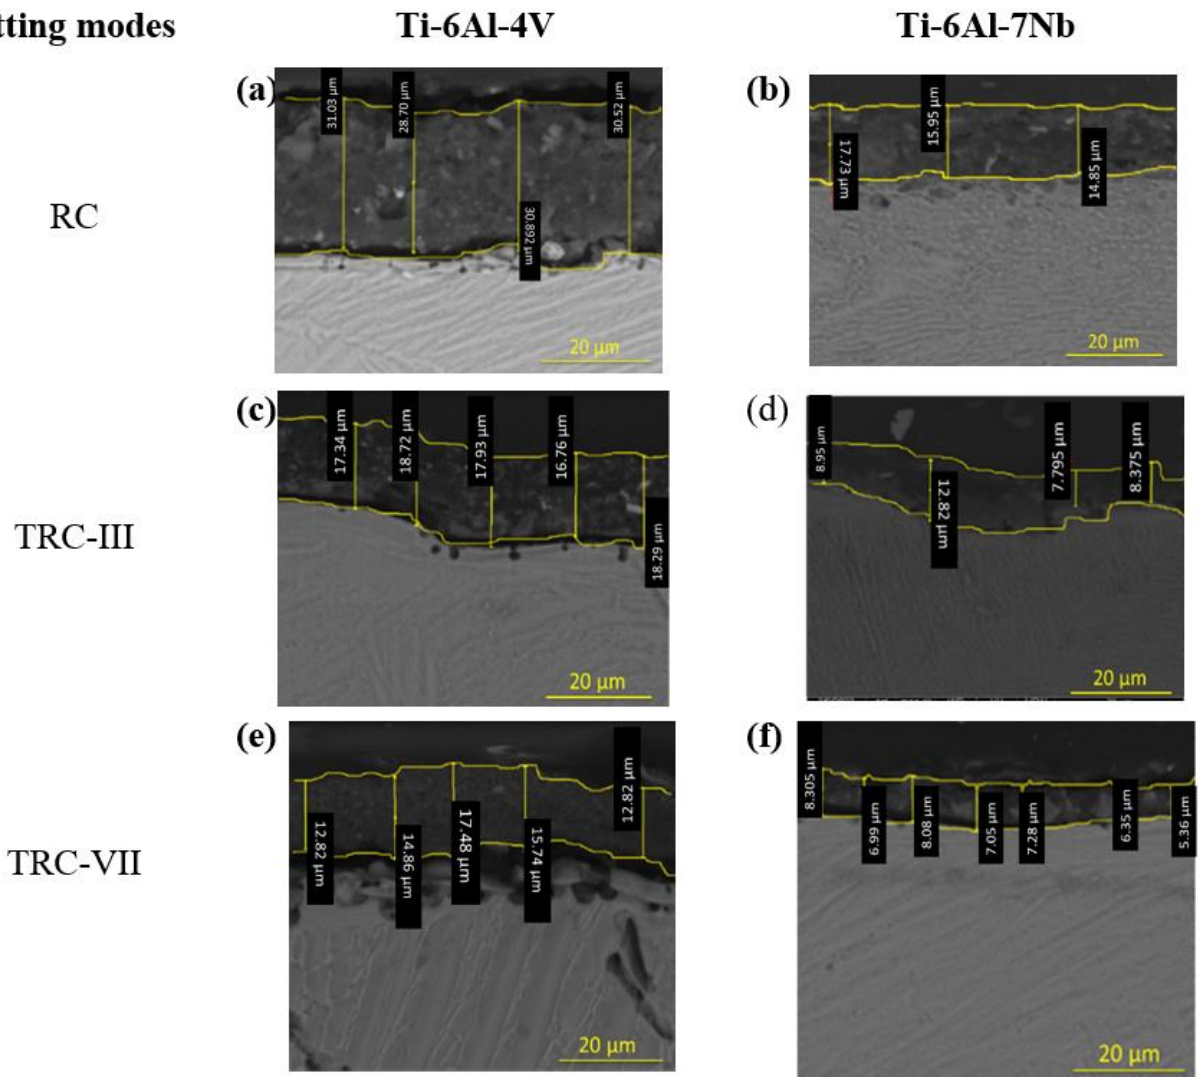 tting modes Ti-6Al-4V Ti-6Al-7Nb
RC
(a)
31.03 µm
28.70 µm
30.892 µm
30.52 µm
20 µm
(b)
17.73 µm
15.95 µm
14.85 µm
20 µm
TRC-III
(c)
17.34 µm
18.72 µm
17.93 µm
16.76 µm
18.29 µm
20 µm
(d)
8.95 µm
12.82 µm
7.795 µm
8.375 µm
20 µm
TRC-VII
(e)
12.82 µm
14.86 µm
17.48 µm
15.74 µm
12.82 µm
20 µm
(f)
8.305 µm
6.99 µm
8.08 µm
7.05 µm
7.28 µm
6.35 µm
5.36 µm
20 µm